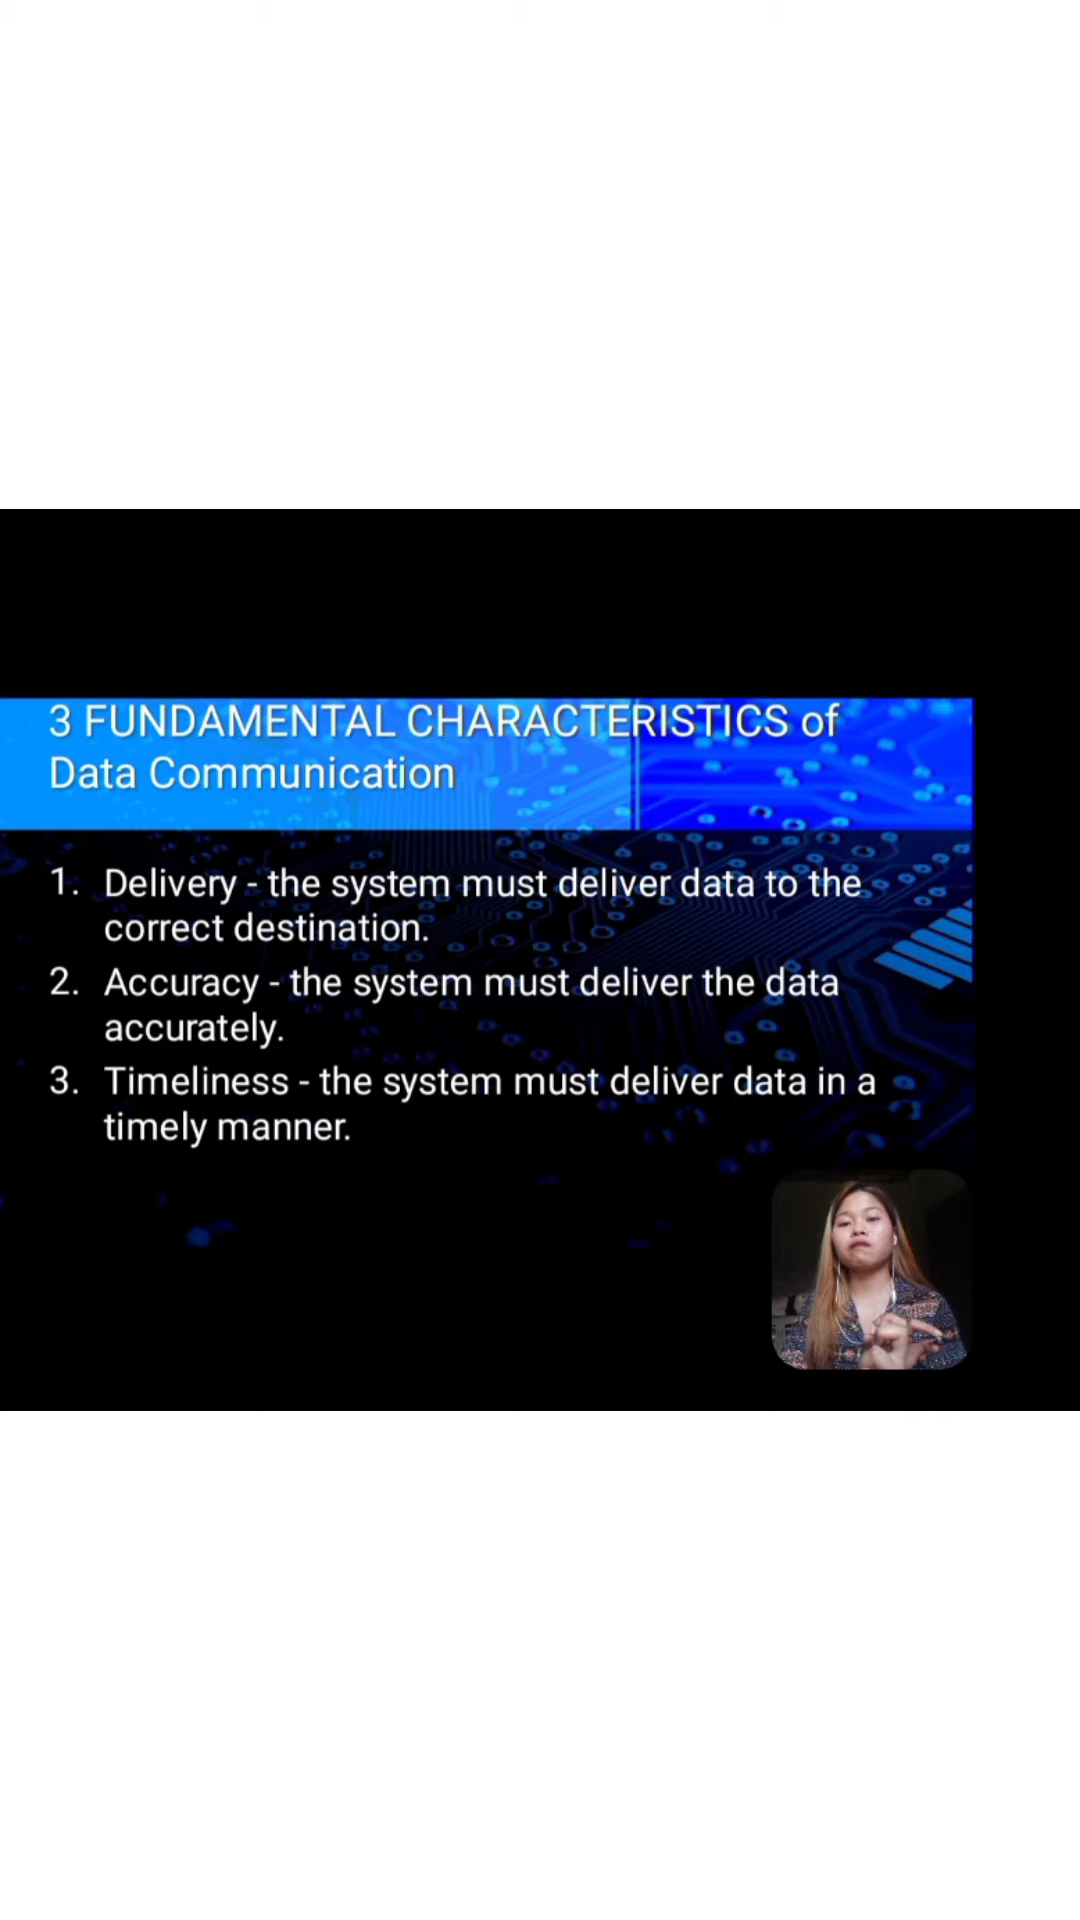 3 FUNDAMENTAL CHARACTERISTICS of
Data Communication
1. Delivery - the system must deliver data to the
correct destination.
2. Accuracy - the system must deliver the data
accurately.
3. Timeliness - the system must deliver data in a
timely manner.